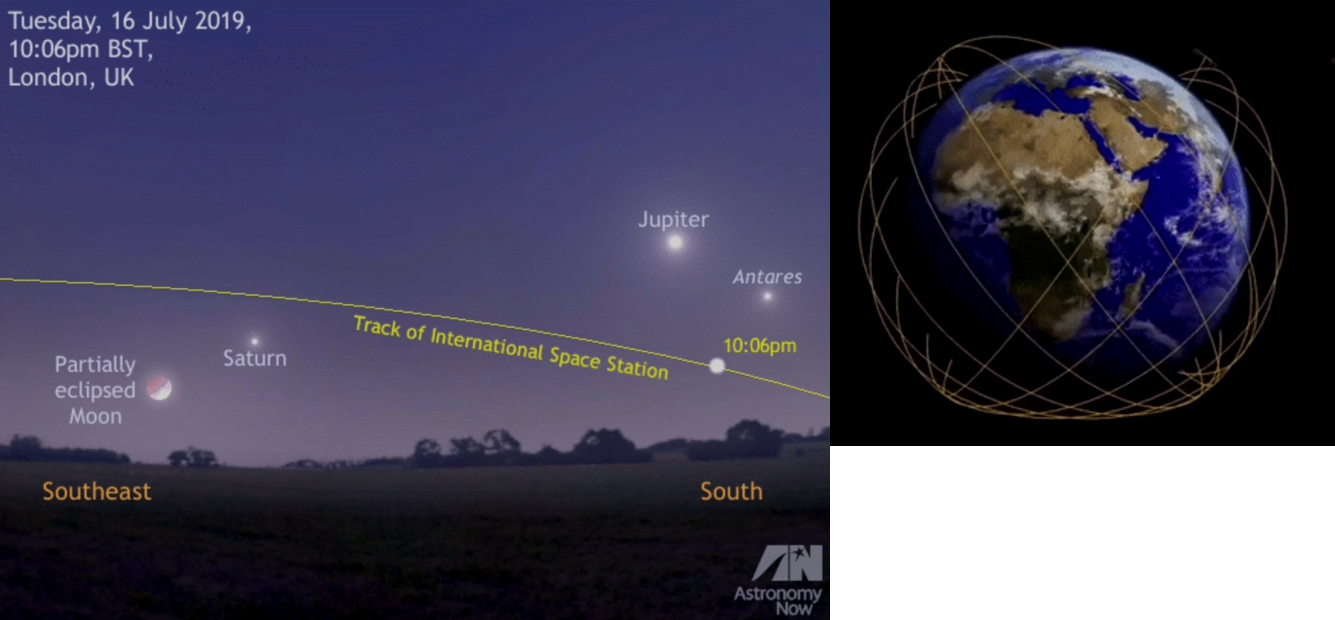 Tuesday, 16 July 2019,
10:06pm BST,
London, UK
Jupiter
Antares
10:06pm
Track of International Space Station
Saturn
Partially
eclipsed
Moon
Southeast
South
AN
Astronomy
Now